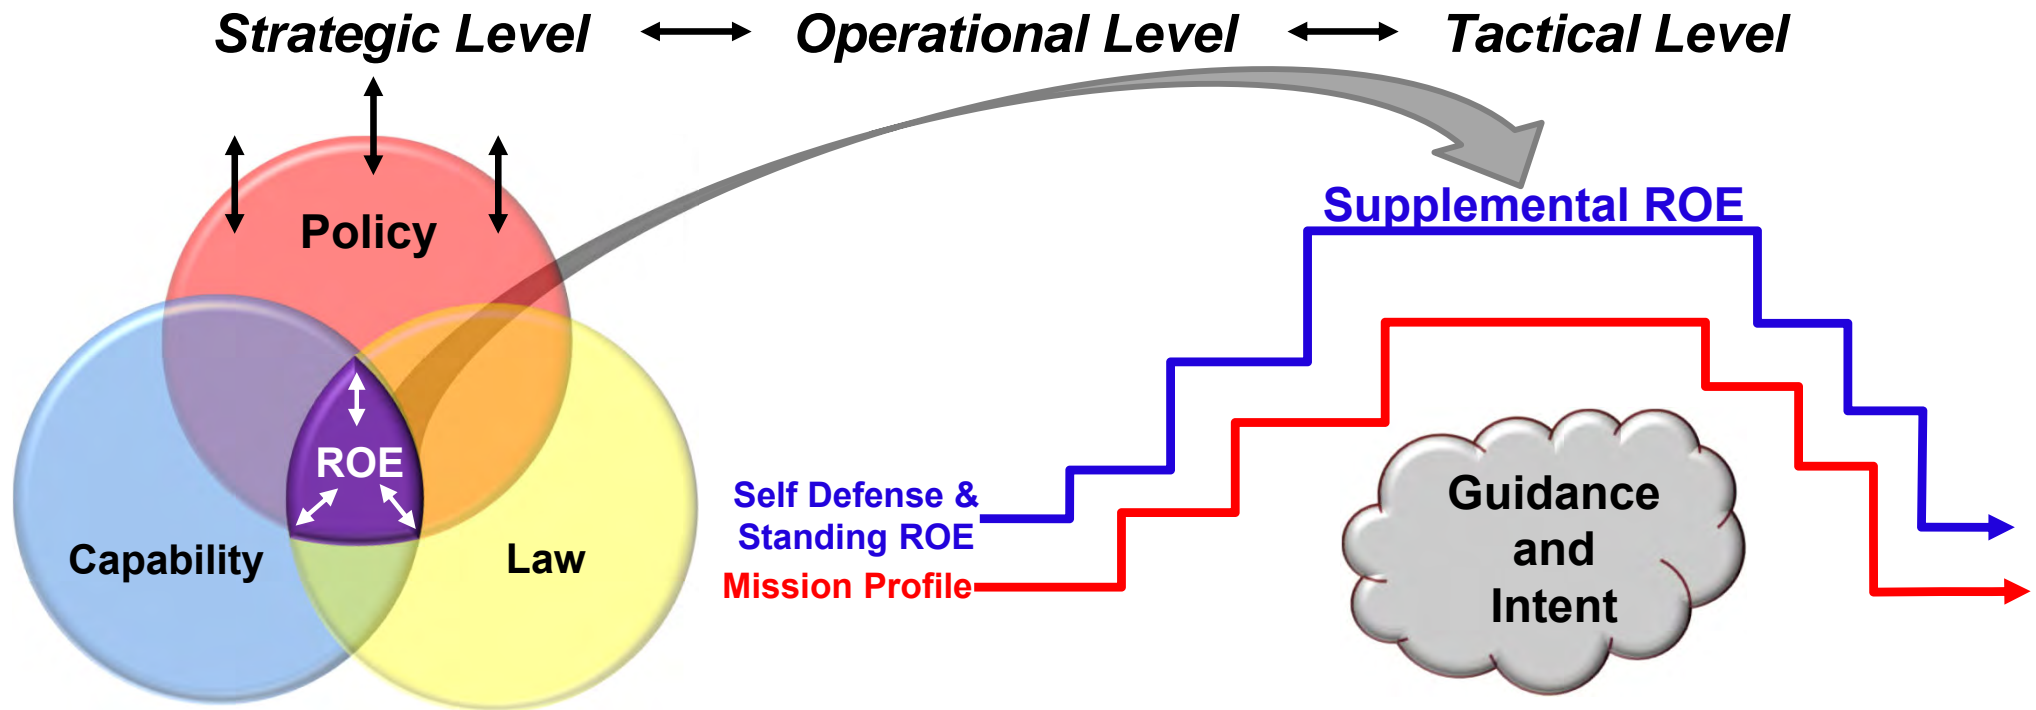 Strategic Level
Operational Level
Tactical Level
Policy
Capability
Law
ROE
Supplemental ROE
Self Defense &
Standing ROE
Mission Profile
Guidance
and
Intent